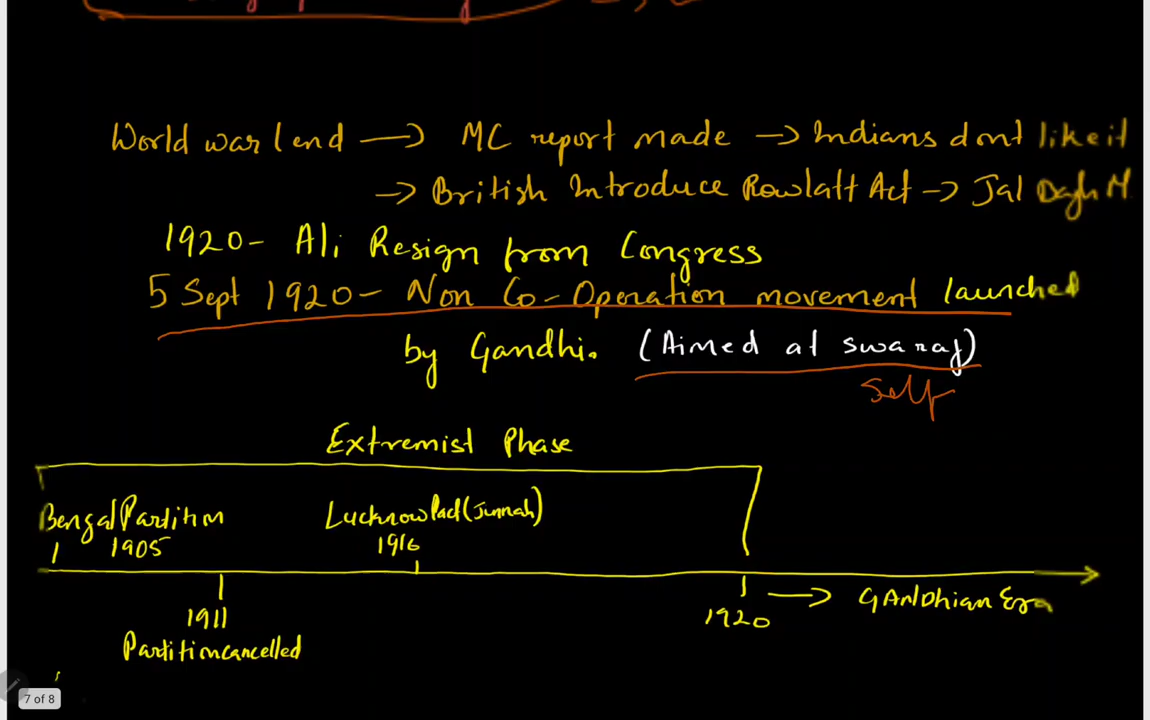 World war 1 end → MC report made → Indians dont like it
→ British Introduce Rowlatt Act → Jal Bagh M
1920- Ali Resign from Congress
5 Sept 1920- Non Co-Operation movement launched
by Gandhi. (Aimed at swaraj)
Self
Extremist Phase
Bengal Partition
1905
Lucknow Pact (Jinnah)
1916
1911
Partition cancelled
1920
→ GAnDhian Era
7 of 8